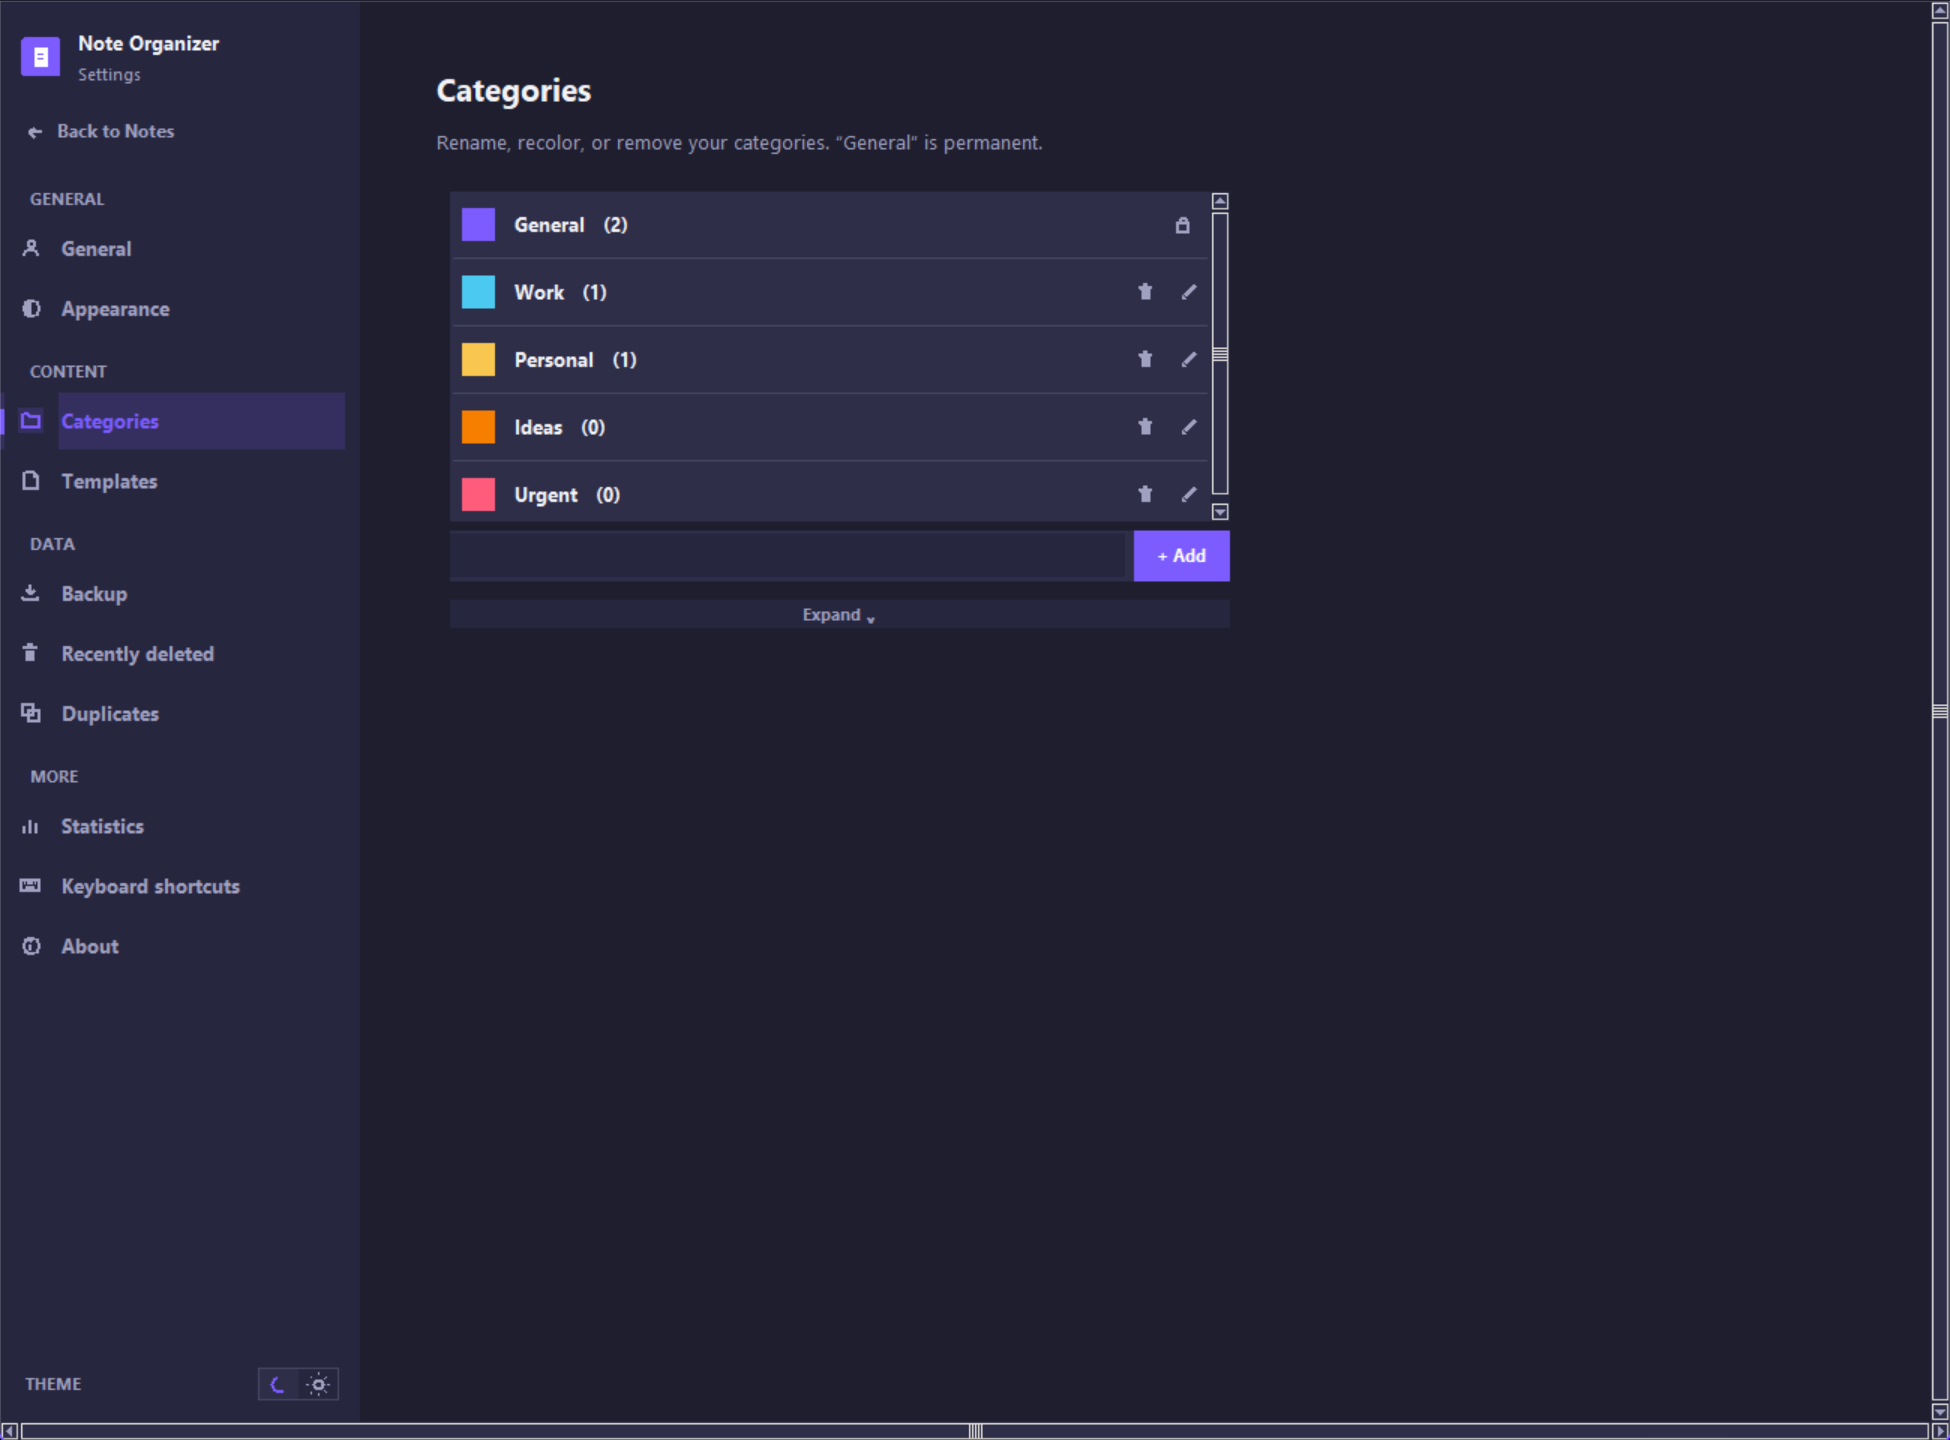 Note Organizer
Settings
Back to Notes
GENERAL
General
Appearance
CONTENT
Categories
Templates
DATA
Backup
Recently deleted
Duplicates
MORE
Statistics
Keyboard shortcuts
About
THEME
Categories
Rename, recolor, or remove your categories. "General" is permanent.
General (2)
Work (1)
Personal (1)
Ideas (0)
Urgent (0)
+ Add
Expand